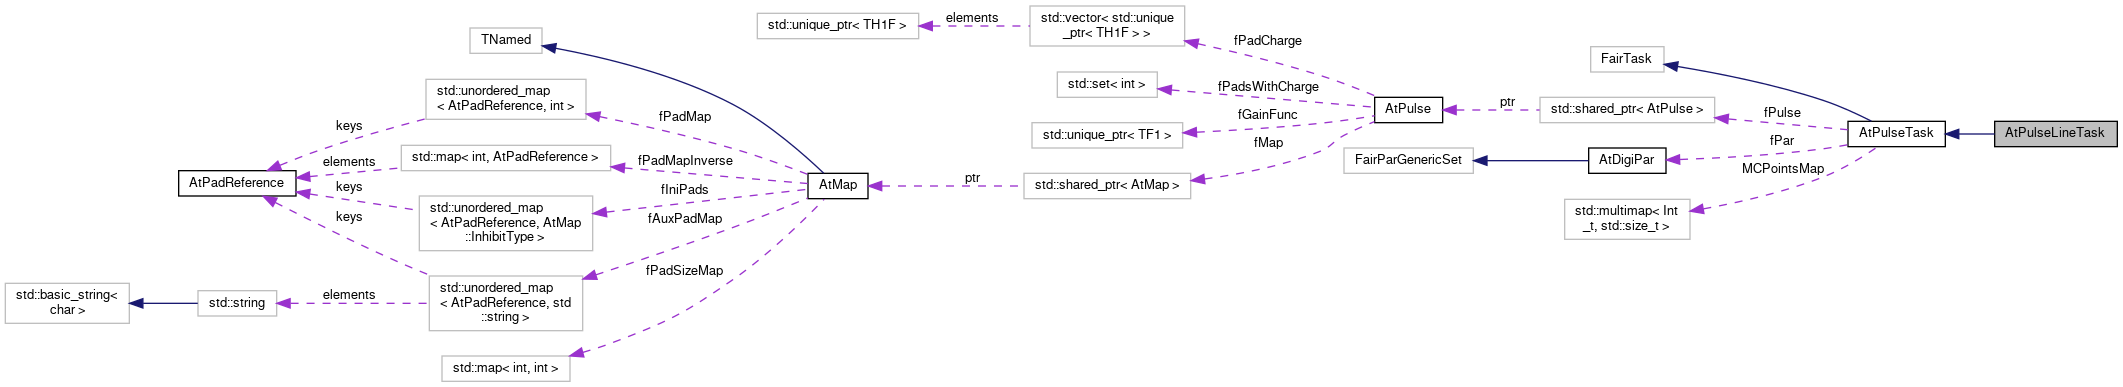 std::unique_ptr< TH1F >
elements
std::vector< std::unique
_ptr< TH1F > >
TNamed
fPadCharge
FairTask
std::unordered_map
< AtPadReference, int >
std::set< int >
fPadsWithCharge
AtPulse
ptr
std::shared_ptr< AtPulse >
fPulse
AtPulseTask
AtPulseLineTask
keys
fPadMap
fGainFunc
std::unique_ptr< TF1 >
fPar
fMap
elements
std::map< int, AtPadReference >
fPadMapInverse
FairParGenericSet
AtDigiPar
MCPointsMap
AtPadReference
keys
fIniPads
AtMap
ptr
std::shared_ptr< AtMap >
std::unordered_map
< AtPadReference, AtMap
::InhibitType >
keys
fAuxPadMap
std::multimap< Int
_t, std::size_t >
fPadSizeMap
std::basic_string<
char >
std::string
elements
std::unordered_map
< AtPadReference, std
::string >
std::map< int, int >